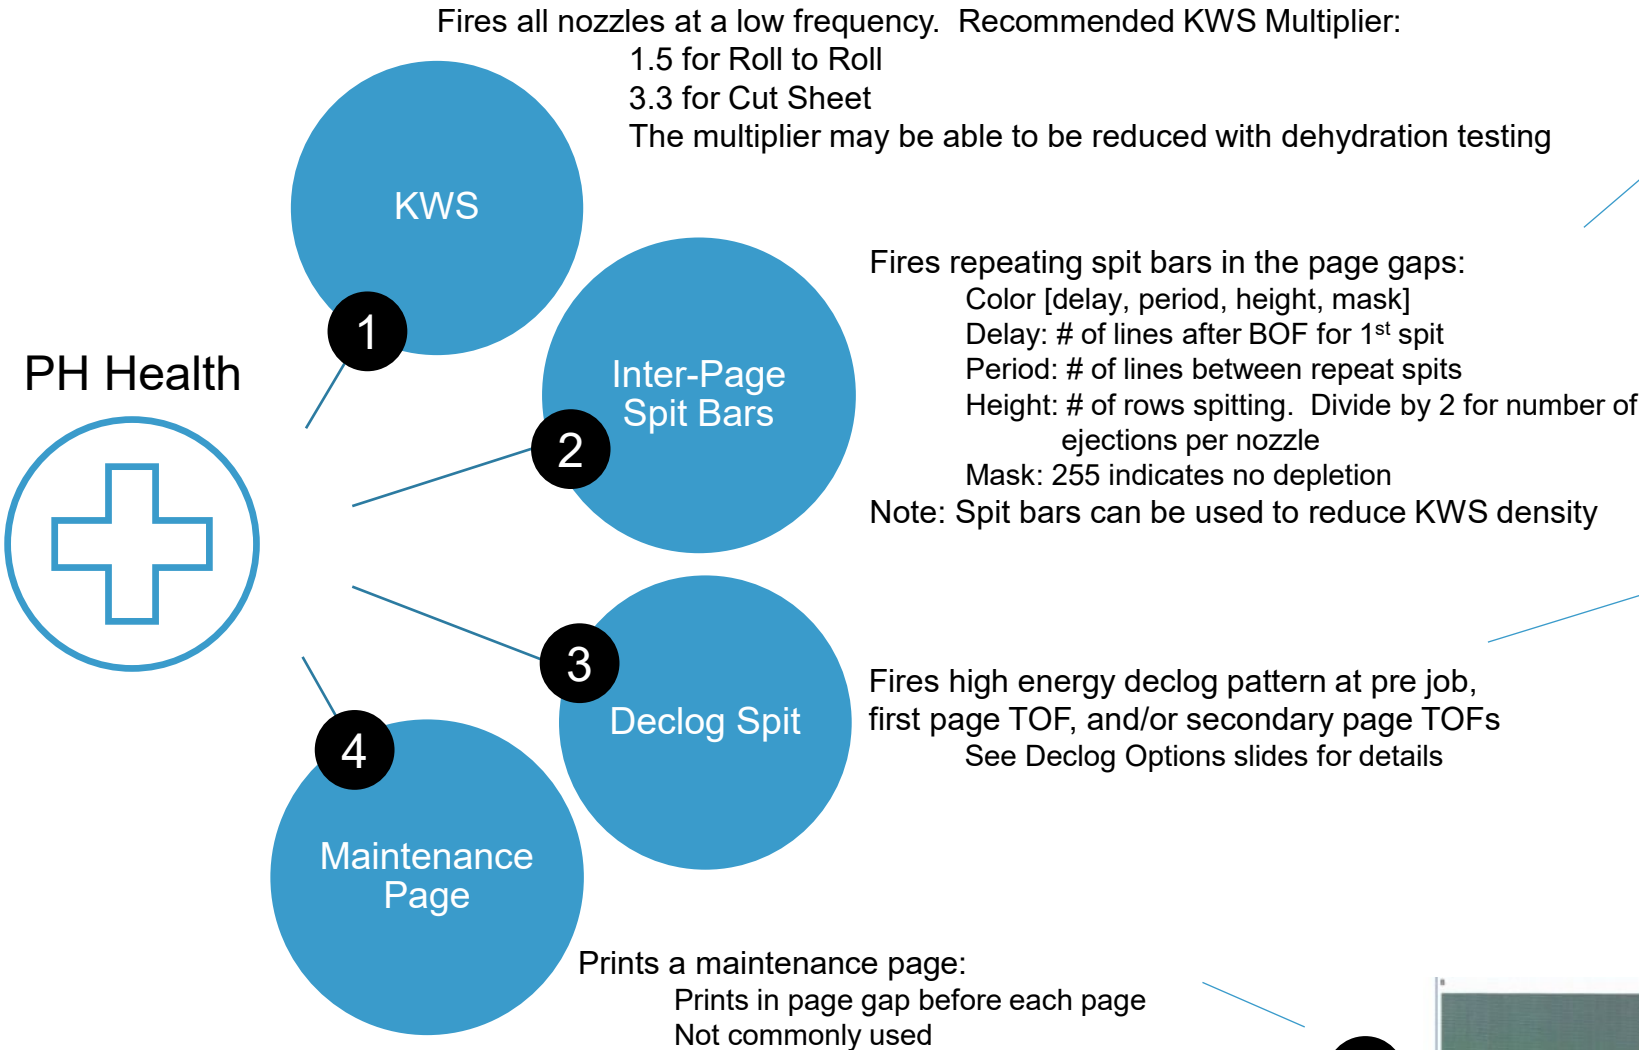 Fires all nozzles at a low frequency.  Recommended KWS Multiplier:
1.5 for Roll to Roll
3.3 for Cut Sheet
The multiplier may be able to be reduced with dehydration testing
KWS
1
Fires repeating spit bars in the page gaps:
Color [delay, period, height, mask]
Delay: # of lines after BOF for 1st spit
Period: # of lines between repeat spits
Height: # of rows spitting.  Divide by 2 for number of
ejections per nozzle
Mask: 255 indicates no depletion
Note: Spit bars can be used to reduce KWS density
Inter-Page
Spit Bars
2
PH Health
3
Declog Spit
Fires high energy declog pattern at pre job,
first page TOF, and/or secondary page TOFs
See Declog Options slides for details
4
Maintenance
Page
Prints a maintenance page:
Prints in page gap before each page
Not commonly used